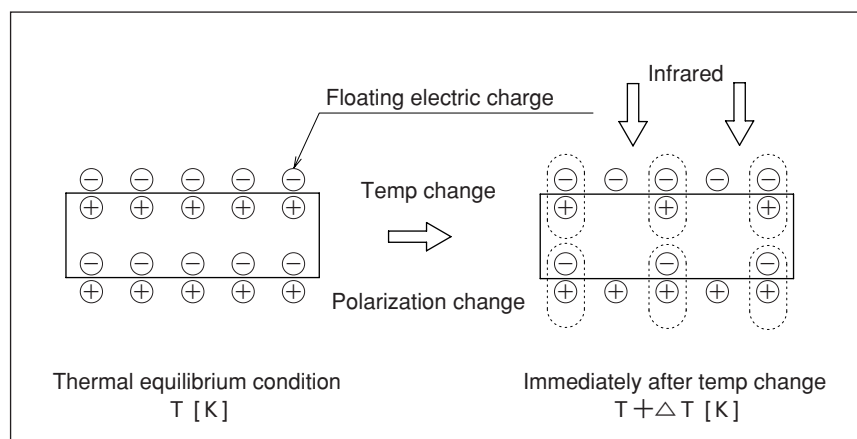 Infrared
Floating electric charge
Temp change
Polarization change
Thermal equilibrium condition
T [K]
Immediately after temp change
T+△T [K]